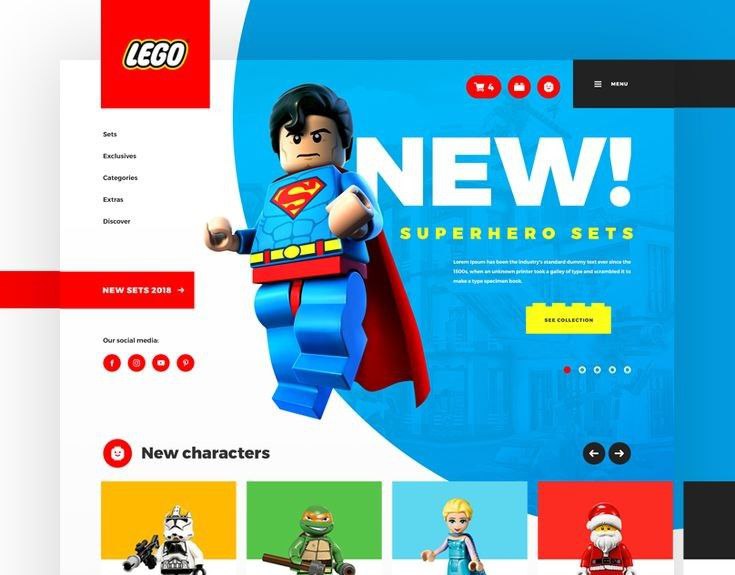 LEGO
4
MENU
Sets
Exclusives
Categories
Extras
Discover
NEW SETS 2018
Our social media:
NEW!
SUPERHERO SETS
Lorem Ipsum has been the industry's standard dummy text ever since the
1500s, when an unknown printer took a galley of type and scrambled it to
make a type specimen book.
SEE COLLECTION
New characters